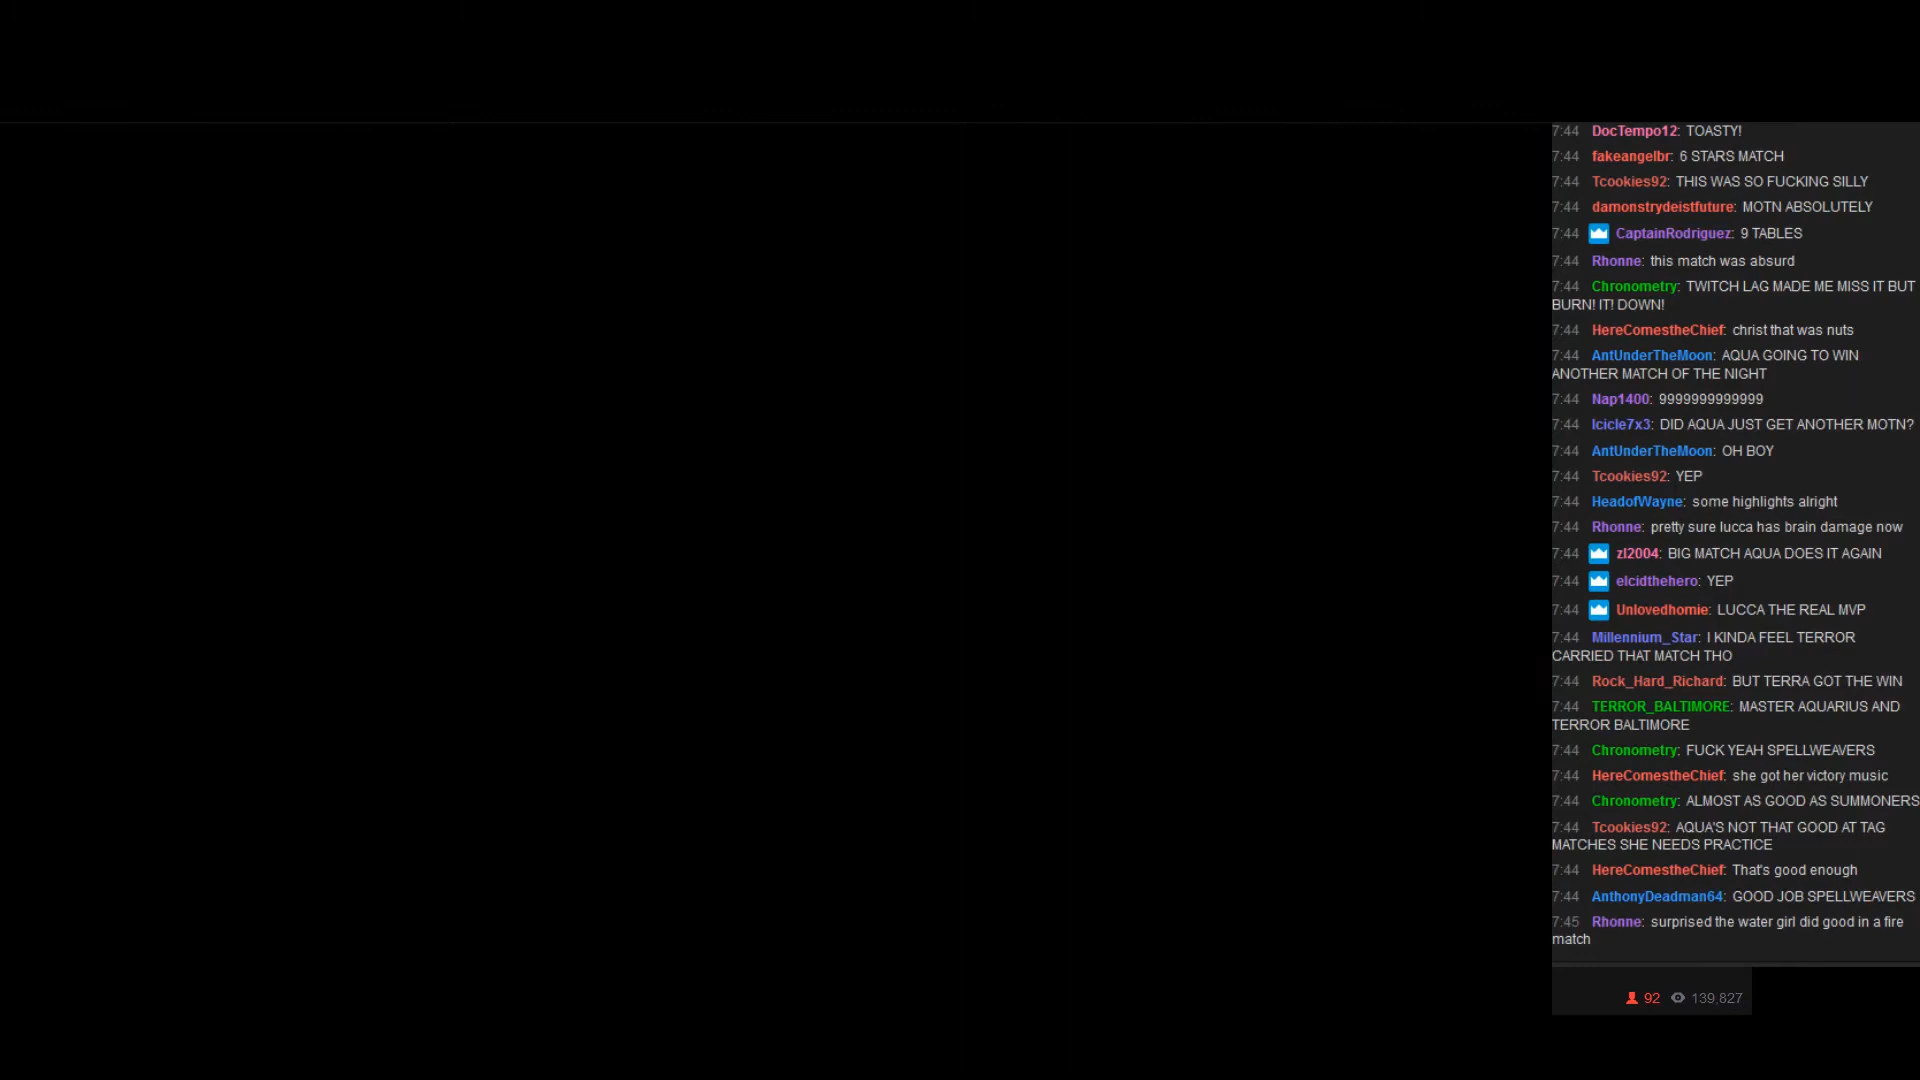 7:44 DocTempo12: TOASTY!
7:44 fakeangelbr: 6 STARS MATCH
7:44 Tcookies92: THIS WAS SO FUCKING SILLY
7:44 damonstrydeistfuture: MOTN ABSOLUTELY
7:44 CaptainRodriguez: 9 TABLES
7:44 Rhonne: this match was absurd
7:44 Chronometry: TWITCH LAG MADE ME MISS IT BUT
BURN! IT! DOWN!
7:44 HereComestheChief: christ that was nuts
7:44 AntUnderTheMoon: AQUA GOING TO WIN
ANOTHER MATCH OF THE NIGHT
7:44 Nap1400: 9999999999999
7:44 Icicle7x3: DID AQUA JUST GET ANOTHER MOTN?
7:44 AntUnderTheMoon: OH BOY
7:44 Tcookies92: YEP
7:44 HeadofWayne: some highlights alright
7:44 Rhonne: pretty sure lucca has brain damage now
7:44 zl2004: BIG MATCH AQUA DOES IT AGAIN
7:44 elcidthehero: YEP
7:44 Unlovedhomie: LUCCA THE REAL MVP
7:44 Millennium_Star: I KINDA FEEL TERROR
CARRIED THAT MATCH THO
7:44 Rock_Hard_Richard: BUT TERRA GOT THE WIN
7:44 TERROR_BALTIMORE: MASTER AQUARIUS AND
TERROR BALTIMORE
7:44 Chronometry: FUCK YEAH SPELLWEAVERS
7:44 HereComestheChief: she got her victory music
7:44 Chronometry: ALMOST AS GOOD AS SUMMONERS
7:44 Tcookies92: AQUA'S NOT THAT GOOD AT TAG
MATCHES SHE NEEDS PRACTICE
7:44 HereComestheChief: That's good enough
7:44 AnthonyDeadman64: GOOD JOB SPELLWEAVERS
7:45 Rhonne: surprised the water girl did good in a fire
match
92 139,827